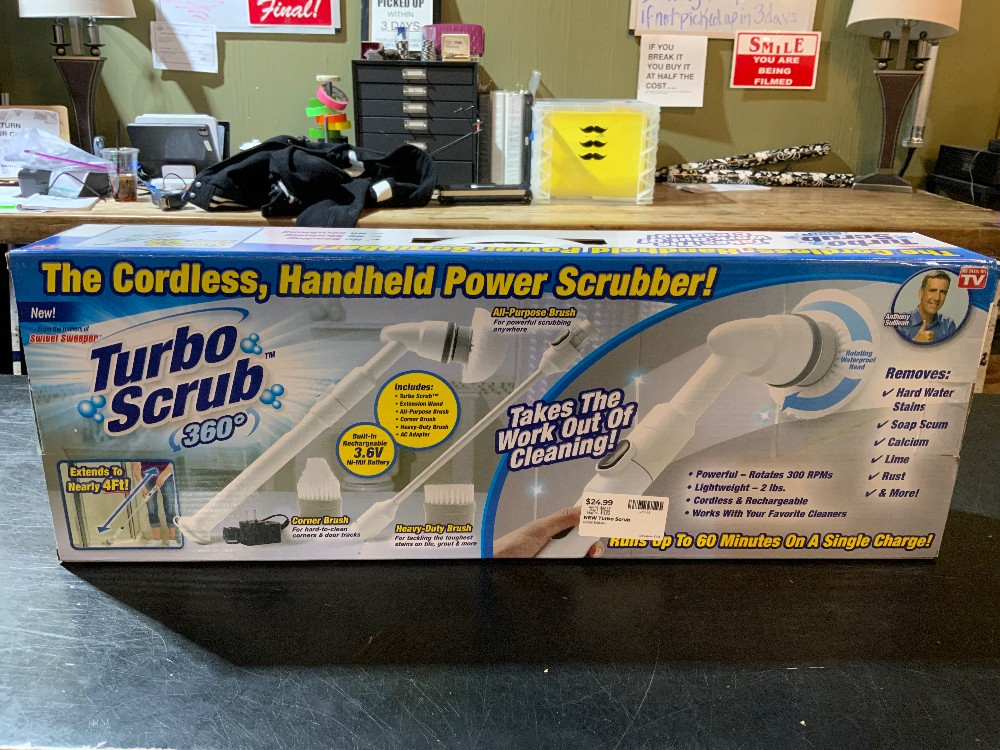 Final!
PICKED UP
WITHIN
3 DAYS
if not picked up in 3 days
IF YOU
BREAK IT
YOU BUY IT
AT HALF THE
COST....
SMiLE
YOU ARE
BEING
FILMED
Turbo
Scrub
The Cordless, Handheld Power Scrubber!
New!
From the makers of
Swivel Sweeper
Turbo
Scrub™
360°
Extends To
Nearly 4Ft!
All-Purpose Brush
For powerful scrubbing
anywhere
Includes:
• Turbo Scrub™
• Extension Wand
• All-Purpose Brush
• Corner Brush
• Heavy-Duty Brush
• AC Adapter
Built-In
Rechargeable
3.6V
Ni-MH Battery
Corner Brush
For hard-to-clean
corners & door tracks
Heavy-Duty Brush
For tackling the toughest
stains on tile, grout & more
Takes The
Work Out Of
Cleaning!
Rotating
Waterproof
Head
Anthony
Sullivan
TV
Removes:
✓ Hard Water
Stains
✓ Soap Scum
✓ Calcium
✓ Lime
✓ Rust
✓ & More!
• Powerful – Rotates 300 RPMs
• Lightweight – 2 lbs.
• Cordless & Rechargeable
• Works With Your Favorite Cleaners
$24.99
NEW Turbo Scrub
Runs Up To 60 Minutes On A Single Charge!